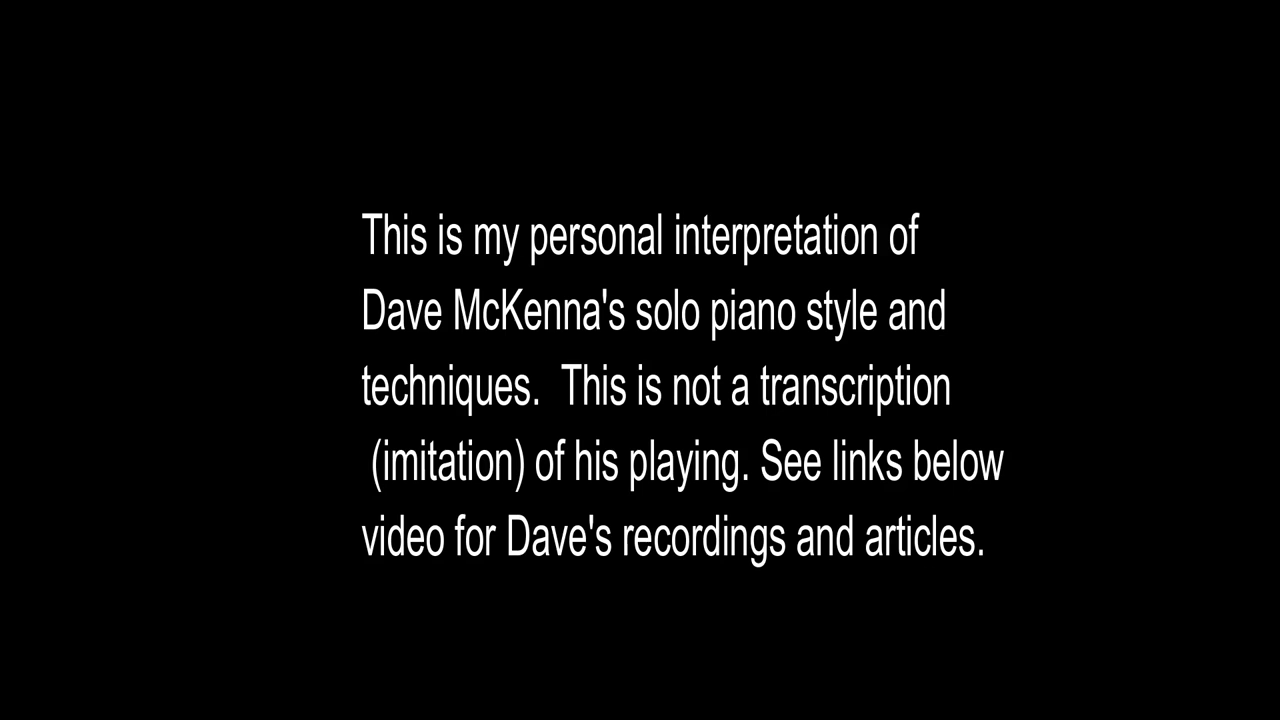 This is my personal interpretation of
Dave McKenna's solo piano style and
techniques.  This is not a transcription
(imitation) of his playing. See links below
video for Dave's recordings and articles.